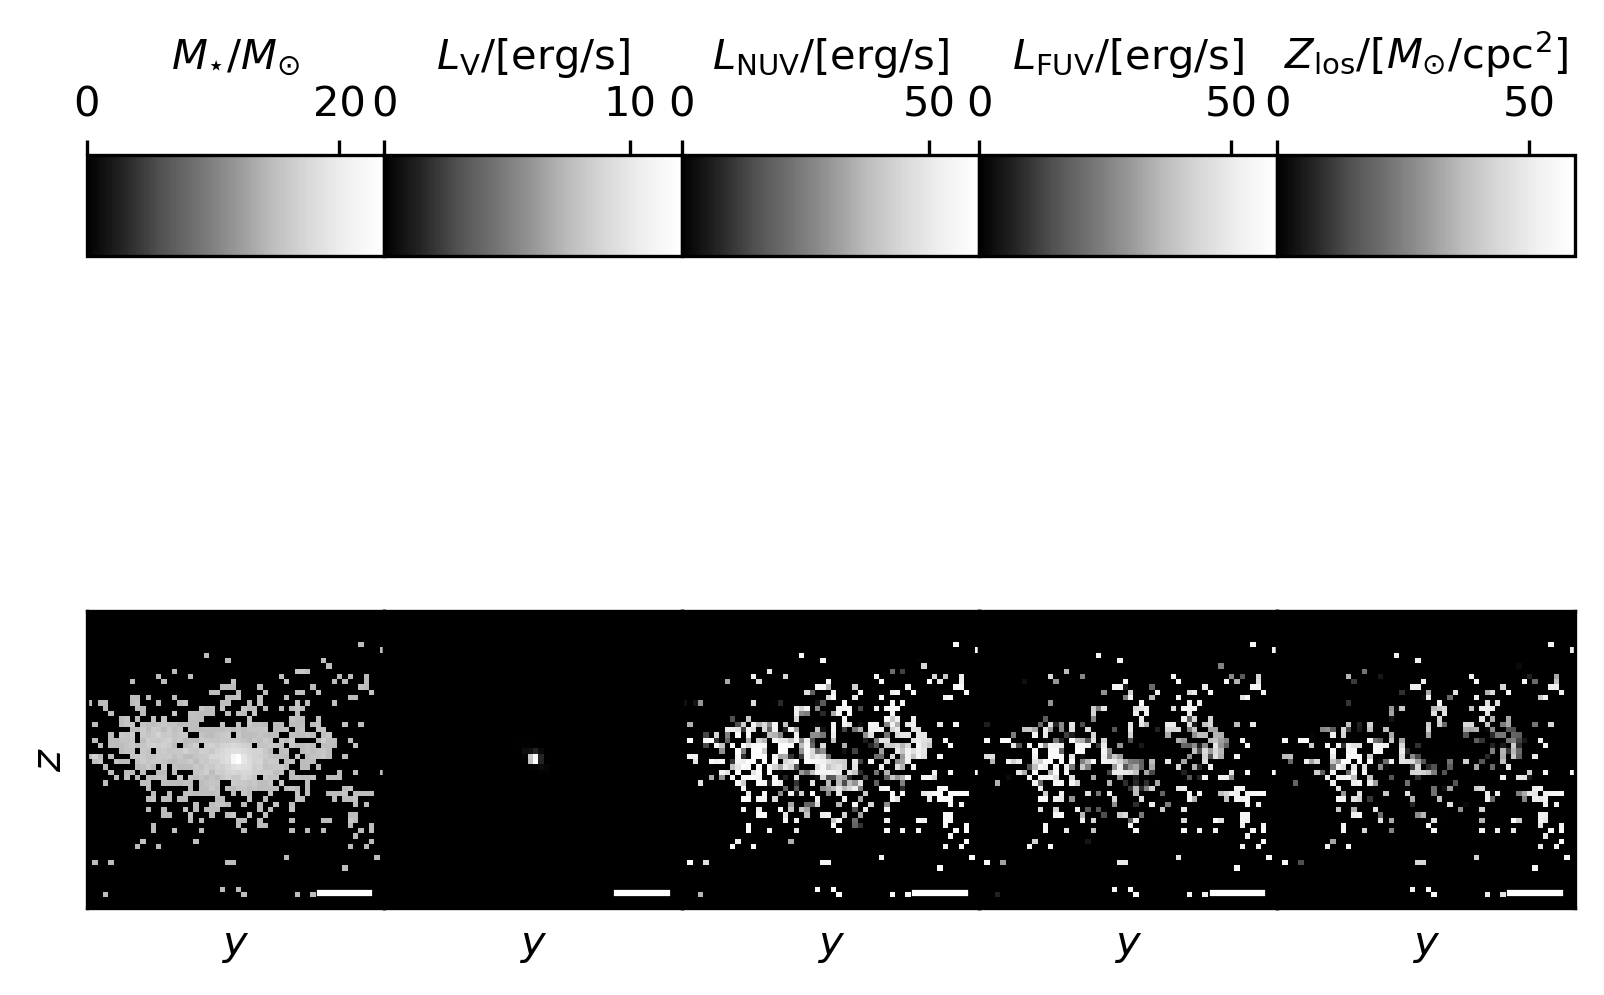 M⋆/M⊙ L_V/[erg/s] L_NUV/[erg/s] L_FUV/[erg/s] Z_los/[M⊙/cpc²]
0 20 0 10 0 50 0 50 0 50
z
y y y y y